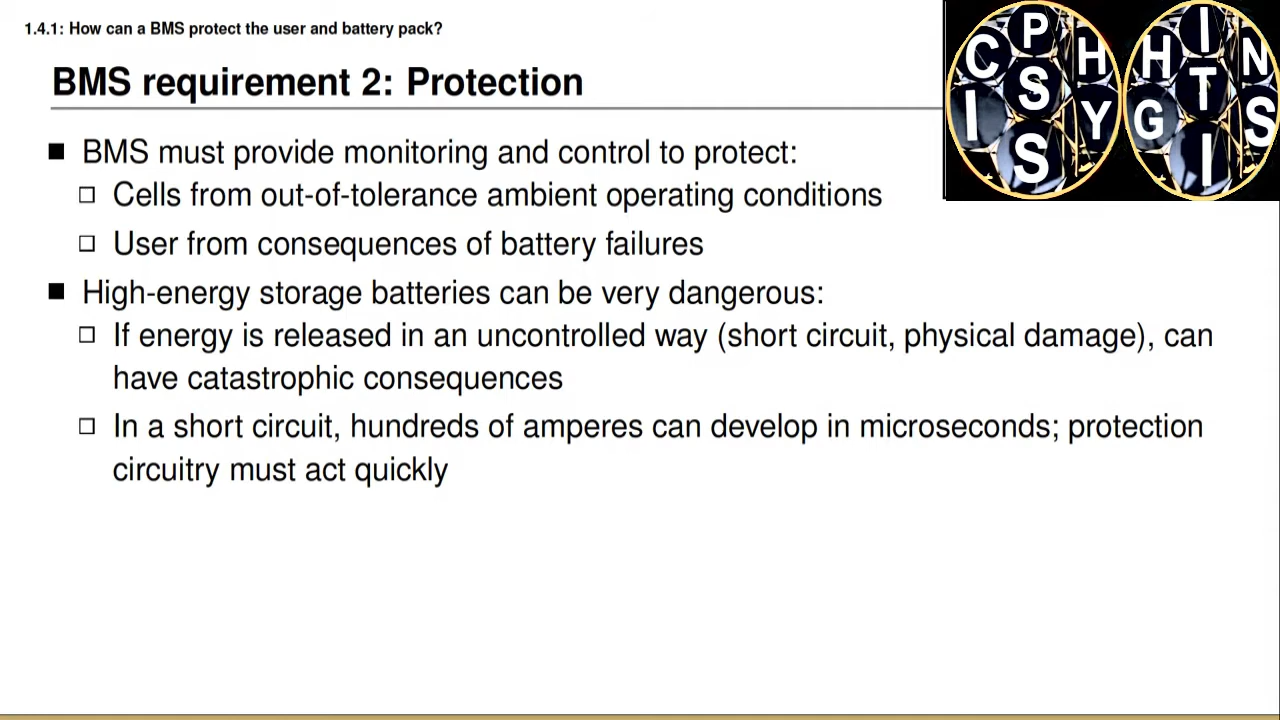 1.4.1: How can a BMS protect the user and battery pack?
BMS requirement 2: Protection
BMS must provide monitoring and control to protect:
Cells from out-of-tolerance ambient operating conditions
User from consequences of battery failures
High-energy storage batteries can be very dangerous:
If energy is released in an uncontrolled way (short circuit, physical damage), can
have catastrophic consequences
In a short circuit, hundreds of amperes can develop in microseconds; protection
circuitry must act quickly
P
C H
S
I Y
S
I
H N
T
G S
I